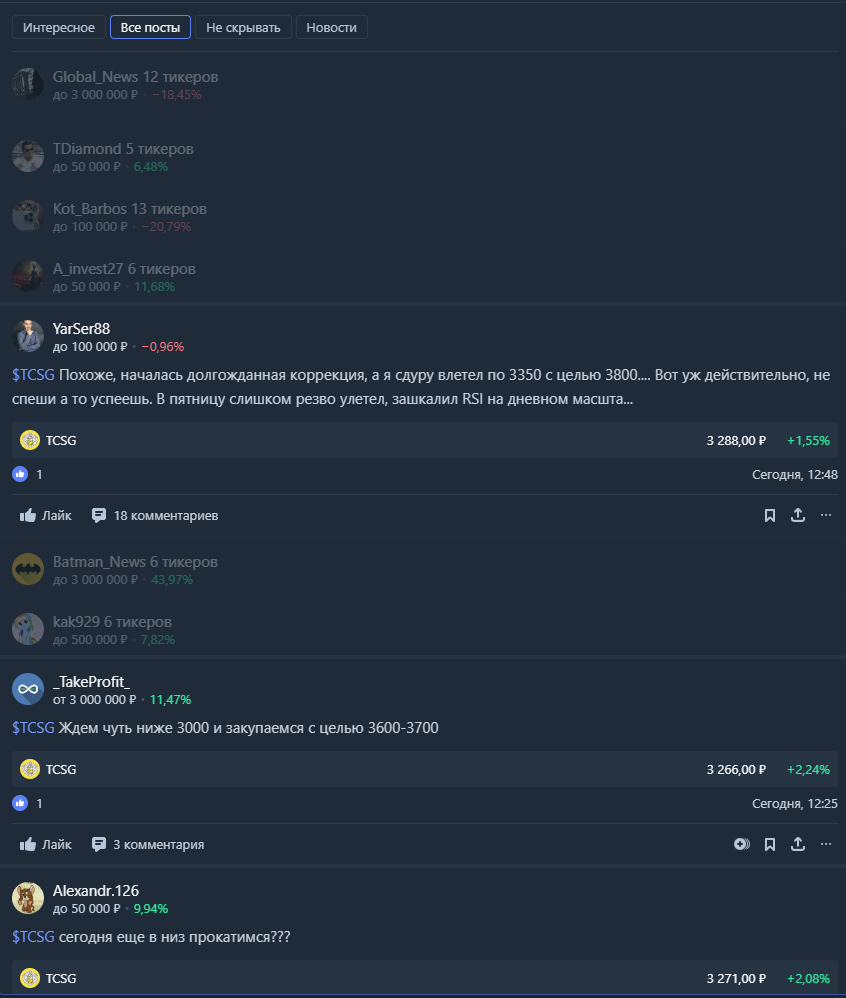 Интересное Все посты Не скрывать Новости
Global_News 12 тикеров
до 3 000 000 ₽ · −18,45%
TDiamond 5 тикеров
до 50 000 ₽ · 6,48%
Kot_Barbos 13 тикеров
до 100 000 ₽ · −20,79%
A_invest27 6 тикеров
до 50 000 ₽ · 11,68%
YarSer88
до 100 000 ₽ · −0,96%
$TCSG Похоже, началась долгожданная коррекция, а я сдуру влетел по 3350 с целью 3800.... Вот уж действительно, не
спеши а то успеешь. В пятницу слишком резво улетел, зашкалил RSI на дневном масшта...
TCSG 3 288,00 ₽ +1,55%
1 Сегодня, 12:48
Лайк 18 комментариев
Batman_News 6 тикеров
до 3 000 000 ₽ · 43,97%
kak929 6 тикеров
до 500 000 ₽ · 7,82%
_TakeProfit_
от 3 000 000 ₽ · 11,47%
$TCSG Ждем чуть ниже 3000 и закупаемся с целью 3600-3700
TCSG 3 266,00 ₽ +2,24%
1 Сегодня, 12:25
Лайк 3 комментария
Alexandr.126
до 50 000 ₽ · 9,94%
$TCSG сегодня еще в низ прокатимся???
TCSG 3 271,00 ₽ +2,08%